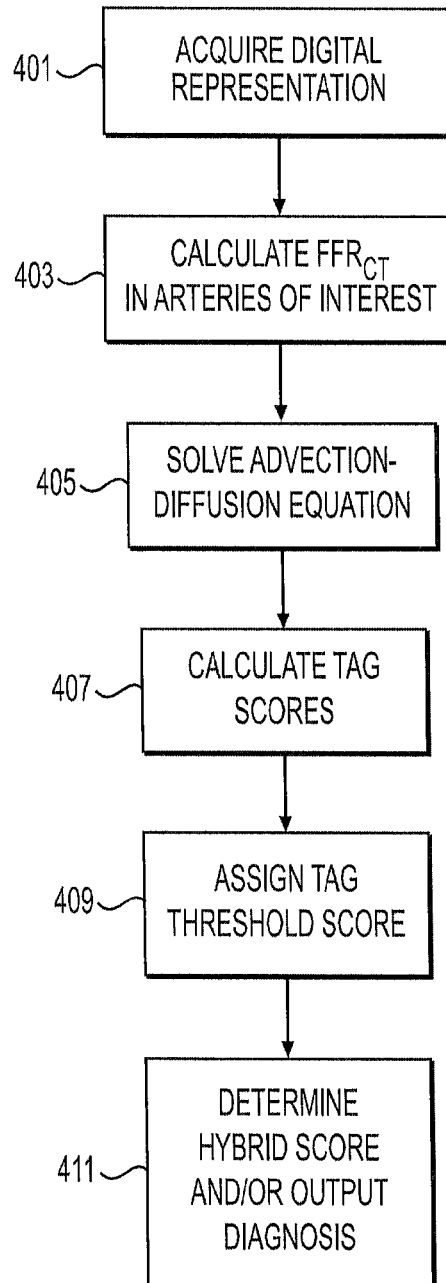 401
ACQUIRE DIGITAL
REPRESENTATION
403
CALCULATE FFRCT
IN ARTERIES OF INTEREST
405
SOLVE ADVECTION-
DIFFUSION EQUATION
407
CALCULATE TAG
SCORES
409
ASSIGN TAG
THRESHOLD SCORE
411
DETERMINE
HYBRID SCORE
AND/OR OUTPUT
DIAGNOSIS